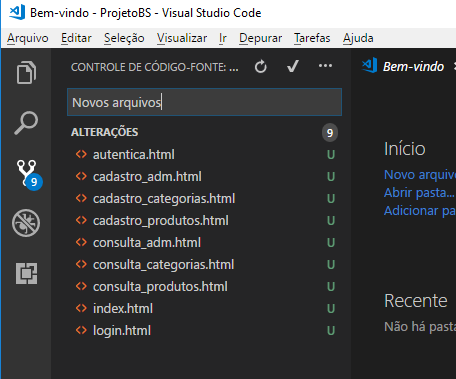 Bem-vindo - ProjetoBS - Visual Studio Code
Arquivo Editar Seleção Visualizar Ir Depurar Tarefas Ajuda
CONTROLE DE CÓDIGO-FONTE: ...
Bem-vindo
Novos arquivos
ALTERAÇÕES 9
autentica.html U
cadastro_adm.html U
cadastro_categorias.html U
cadastro_produtos.html U
consulta_adm.html U
consulta_categorias.html U
consulta_produtos.html U
index.html U
login.html U
9
Início
Novo arquivo
Abrir pasta...
Adicionar pa
Recente
Não há pasta